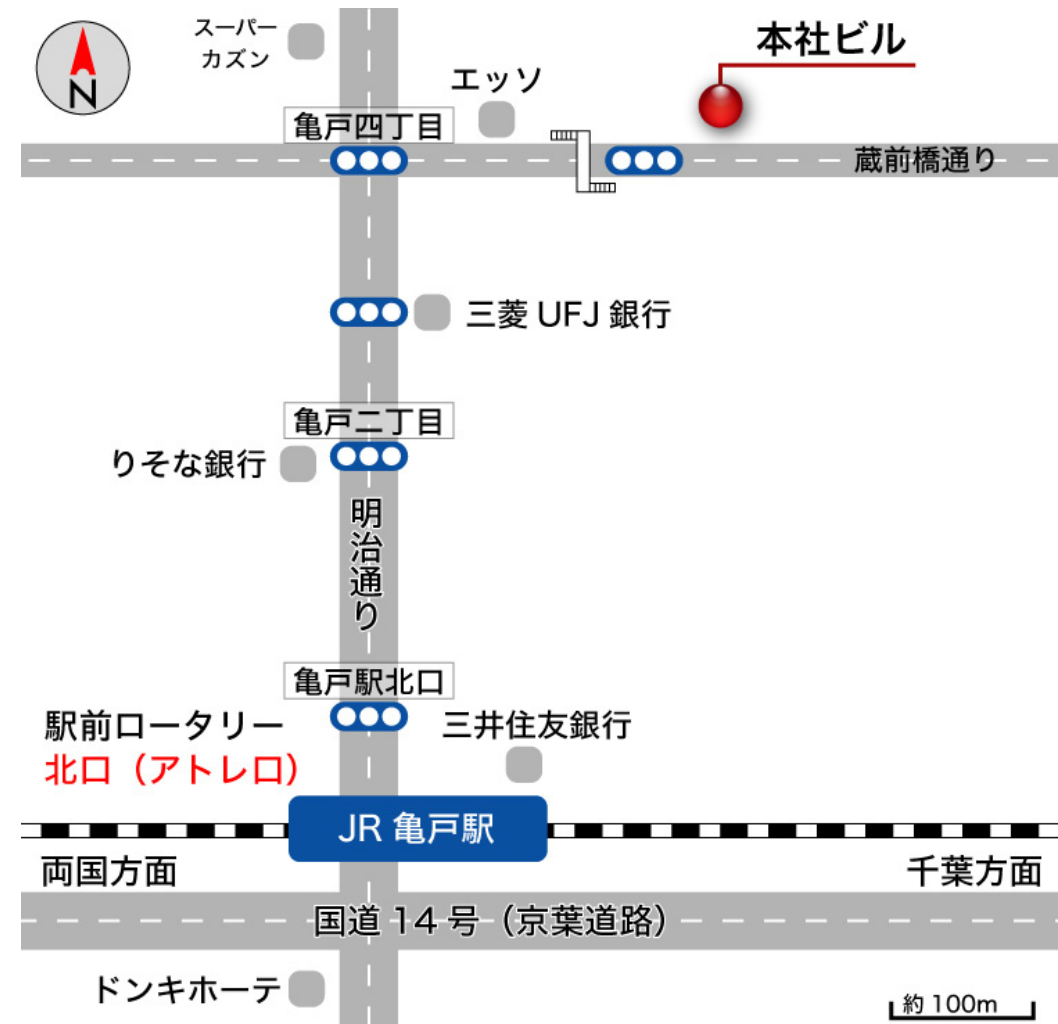 スーパー
カズン
本社ビル
N
エッソ
亀戸四丁目
蔵前橋通り
三菱 UFJ 銀行
亀戸二丁目
りそな銀行
明治通り
亀戸駅北口
駅前ロータリー
三井住友銀行
北口（アトレ口）
JR 亀戸駅
両国方面
千葉方面
国道 14 号（京葉道路）
ドンキホーテ
約 100m